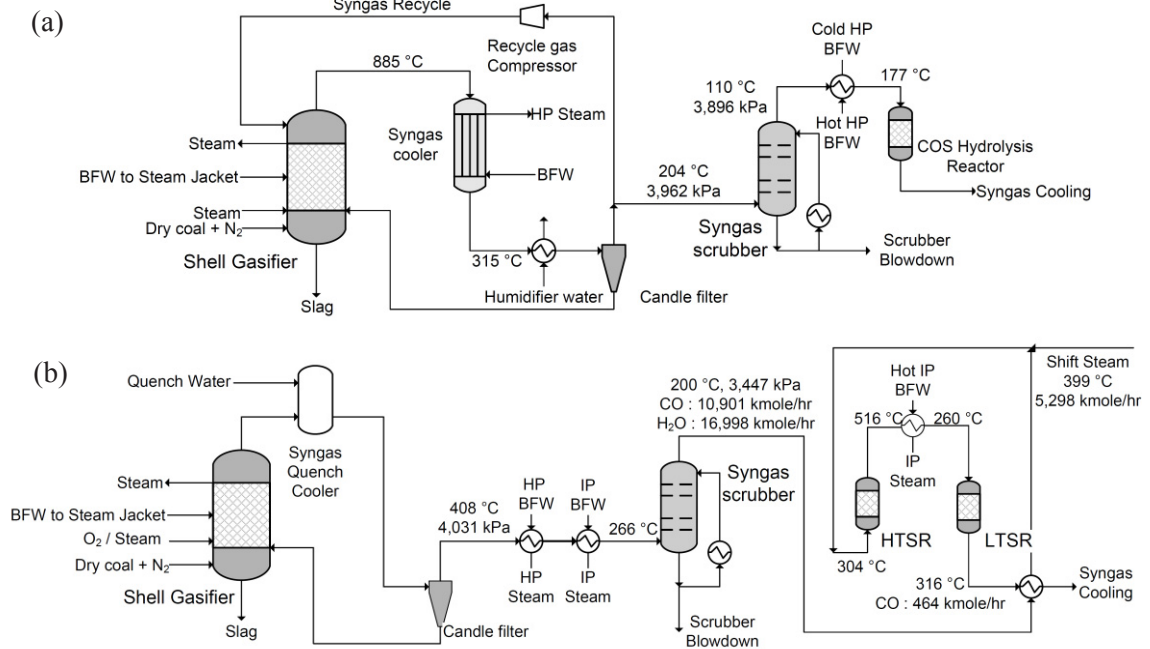 (a)
Syngas Recycle
Recycle gas
Compressor
885 °C
Steam
BFW to Steam Jacket
Steam
Dry coal + N₂
Shell Gasifier
Slag
Syngas
cooler
HP Steam
BFW
315 °C
Humidifier water
Candle filter
204 °C
3,962 kPa
110 °C
3,896 kPa
Cold HP
BFW
Hot HP
BFW
177 °C
COS Hydrolysis
Reactor
Syngas Cooling
Syngas
scrubber
Scrubber
Blowdown
(b)
Quench Water
Syngas
Quench
Cooler
Steam
BFW to Steam Jacket
O₂ / Steam
Dry coal + N₂
Shell Gasifier
Slag
Candle filter
408 °C
4,031 kPa
HP
BFW
HP
Steam
IP
BFW
IP
Steam
266 °C
200 °C, 3,447 kPa
CO : 10,901 kmole/hr
H₂O : 16,998 kmole/hr
Syngas
scrubber
Scrubber
Blowdown
Hot IP
BFW
516 °C
260 °C
IP
Steam
HTSR
LTSR
304 °C
316 °C
CO : 464 kmole/hr
Shift Steam
399 °C
5,298 kmole/hr
Syngas
Cooling